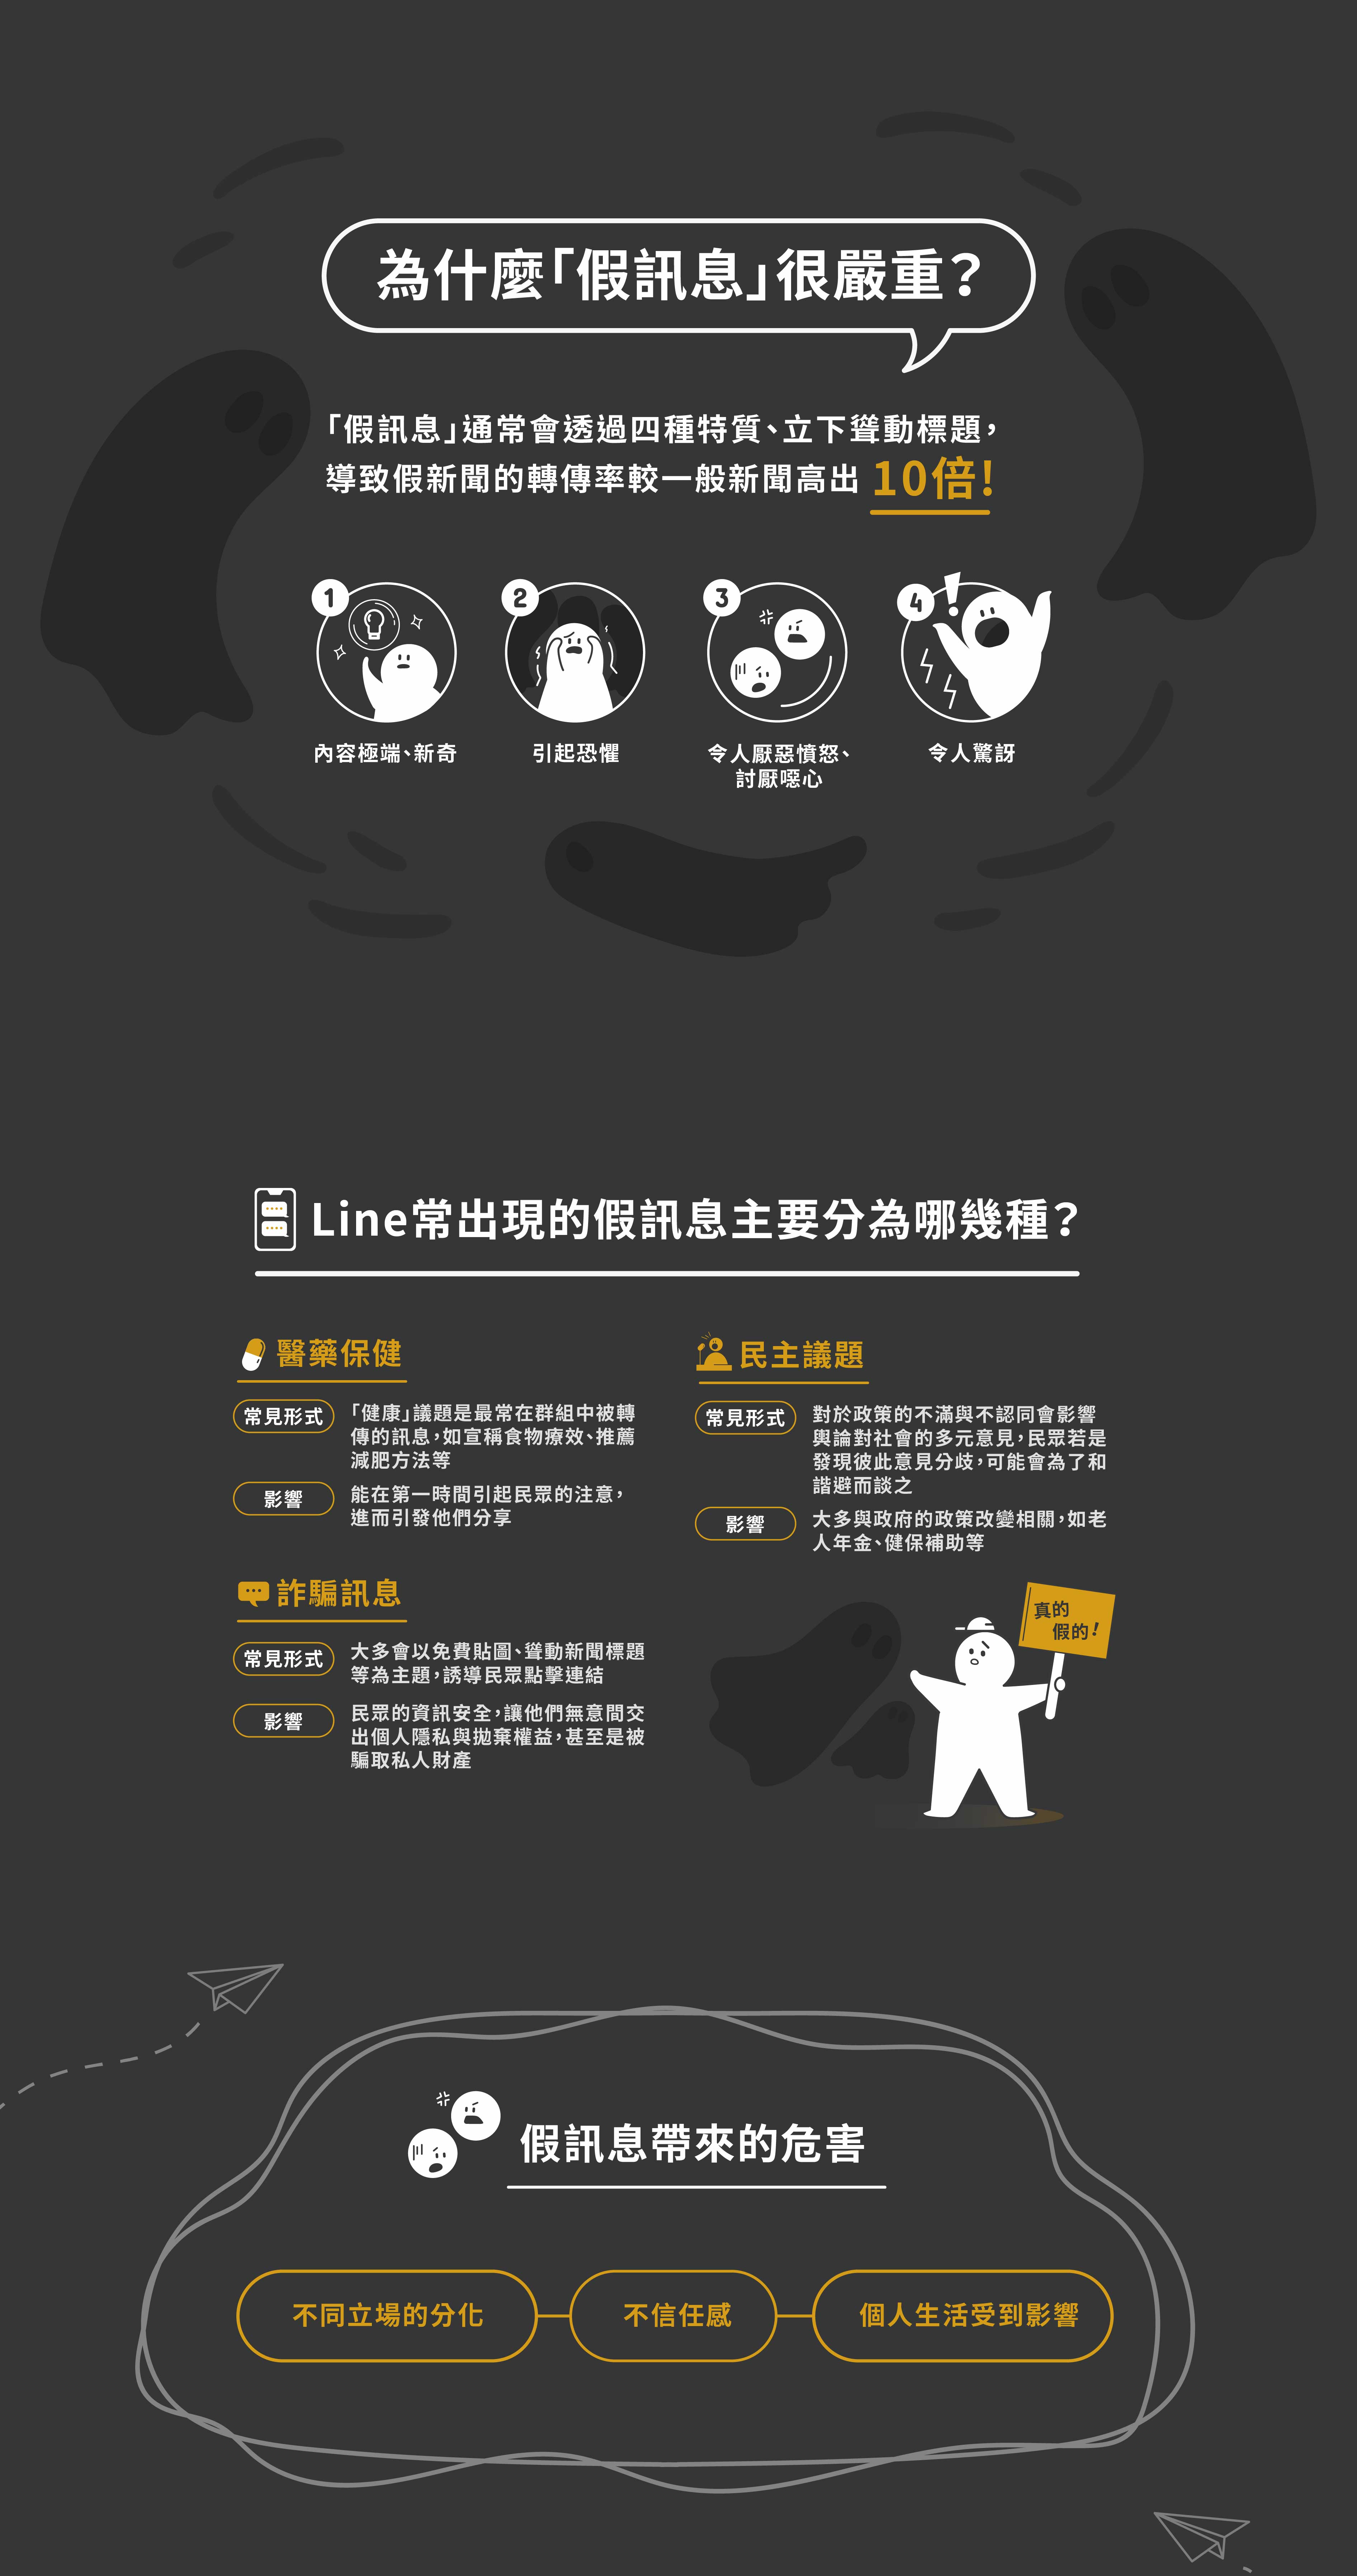 為什麼「假訊息」很嚴重？
「假訊息」通常會透過四種特質、立下聳動標題，
導致假新聞的轉傳率較一般新聞高出 10倍！
1
2
3
4
內容極端、新奇
引起恐懼
令人厭惡憤怒、
討厭噁心
令人驚訝
Line常出現的假訊息主要分為哪幾種？
醫藥保健
常見形式
「健康」議題是最常在群組中被轉
傳的訊息，如宣稱食物療效、推薦
減肥方法等
影響
能在第一時間引起民眾的注意，
進而引發他們分享
民主議題
常見形式
對於政策的不滿與不認同會影響
輿論對社會的多元意見，民眾若是
發現彼此意見分歧，可能會為了和
諧避而談之
影響
大多與政府的政策改變相關，如老
人年金、健保補助等
詐騙訊息
常見形式
大多會以免費貼圖、聳動新聞標題
等為主題，誘導民眾點擊連結
影響
民眾的資訊安全，讓他們無意間交
出個人隱私與拋棄權益，甚至是被
騙取私人財產
真的
假的！
假訊息帶來的危害
不同立場的分化
不信任感
個人生活受到影響